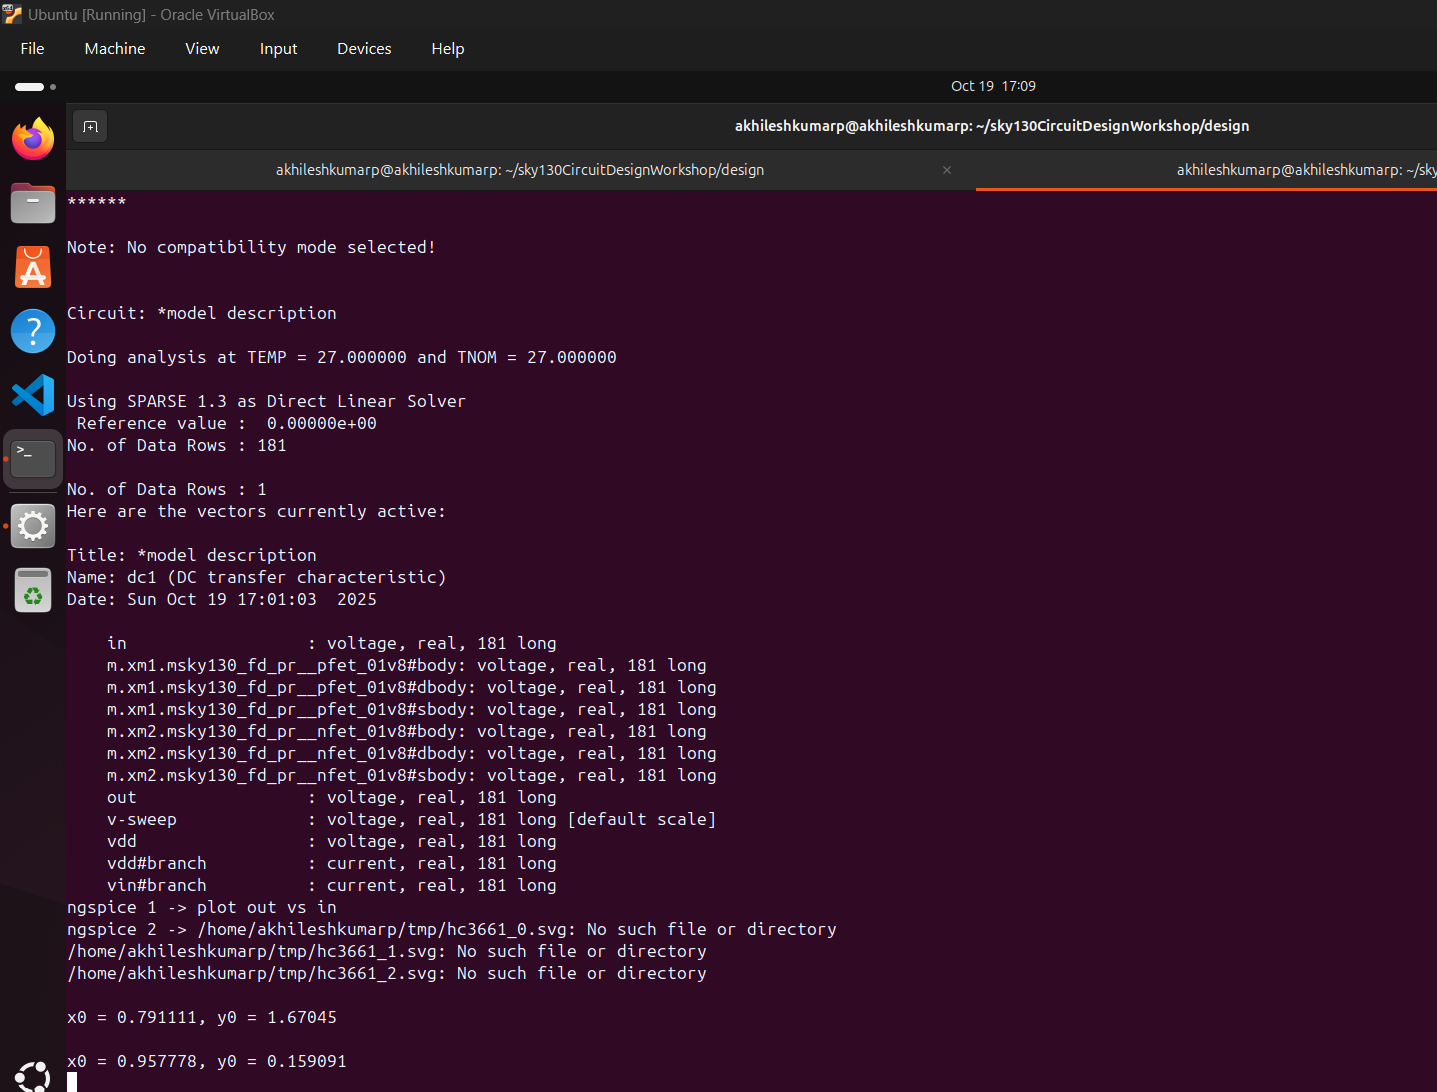 Ubuntu [Running] - Oracle VirtualBox
File Machine View Input Devices Help
Oct 19 17:09
akhileshkumarp@akhileshkumarp: ~/sky130CircuitDesignWorkshop/design
akhileshkumarp@akhileshkumarp: ~/sky130CircuitDesignWorkshop/design × akhileshkumarp@akhileshkumarp: ~/sky
******
Note: No compatibility mode selected!
Circuit: *model description
Doing analysis at TEMP = 27.000000 and TNOM = 27.000000
Using SPARSE 1.3 as Direct Linear Solver
Reference value :  0.00000e+00
No. of Data Rows : 181
No. of Data Rows : 1
Here are the vectors currently active:
Title: *model description
Name: dc1 (DC transfer characteristic)
Date: Sun Oct 19 17:01:03  2025
in                  : voltage, real, 181 long
m.xm1.msky130_fd_pr__pfet_01v8#body: voltage, real, 181 long
m.xm1.msky130_fd_pr__pfet_01v8#dbody: voltage, real, 181 long
m.xm1.msky130_fd_pr__pfet_01v8#sbody: voltage, real, 181 long
m.xm2.msky130_fd_pr__nfet_01v8#body: voltage, real, 181 long
m.xm2.msky130_fd_pr__nfet_01v8#dbody: voltage, real, 181 long
m.xm2.msky130_fd_pr__nfet_01v8#sbody: voltage, real, 181 long
out                 : voltage, real, 181 long
v-sweep             : voltage, real, 181 long [default scale]
vdd                 : voltage, real, 181 long
vdd#branch          : current, real, 181 long
vin#branch          : current, real, 181 long
ngspice 1 -> plot out vs in
ngspice 2 -> /home/akhileshkumarp/tmp/hc3661_0.svg: No such file or directory
/home/akhileshkumarp/tmp/hc3661_1.svg: No such file or directory
/home/akhileshkumarp/tmp/hc3661_2.svg: No such file or directory
x0 = 0.791111, y0 = 1.67045
x0 = 0.957778, y0 = 0.159091